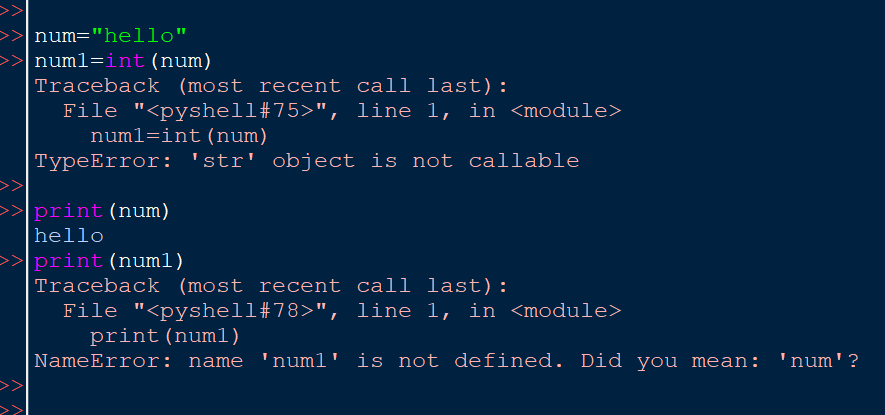 >>
>> num="hello"
>> num1=int(num)
Traceback (most recent call last):
  File "<pyshell#75>", line 1, in <module>
    num1=int(num)
TypeError: 'str' object is not callable
>>
>> print(num)
hello
>> print(num1)
Traceback (most recent call last):
  File "<pyshell#78>", line 1, in <module>
    print(num1)
NameError: name 'num1' is not defined. Did you mean: 'num'?
>>
>>